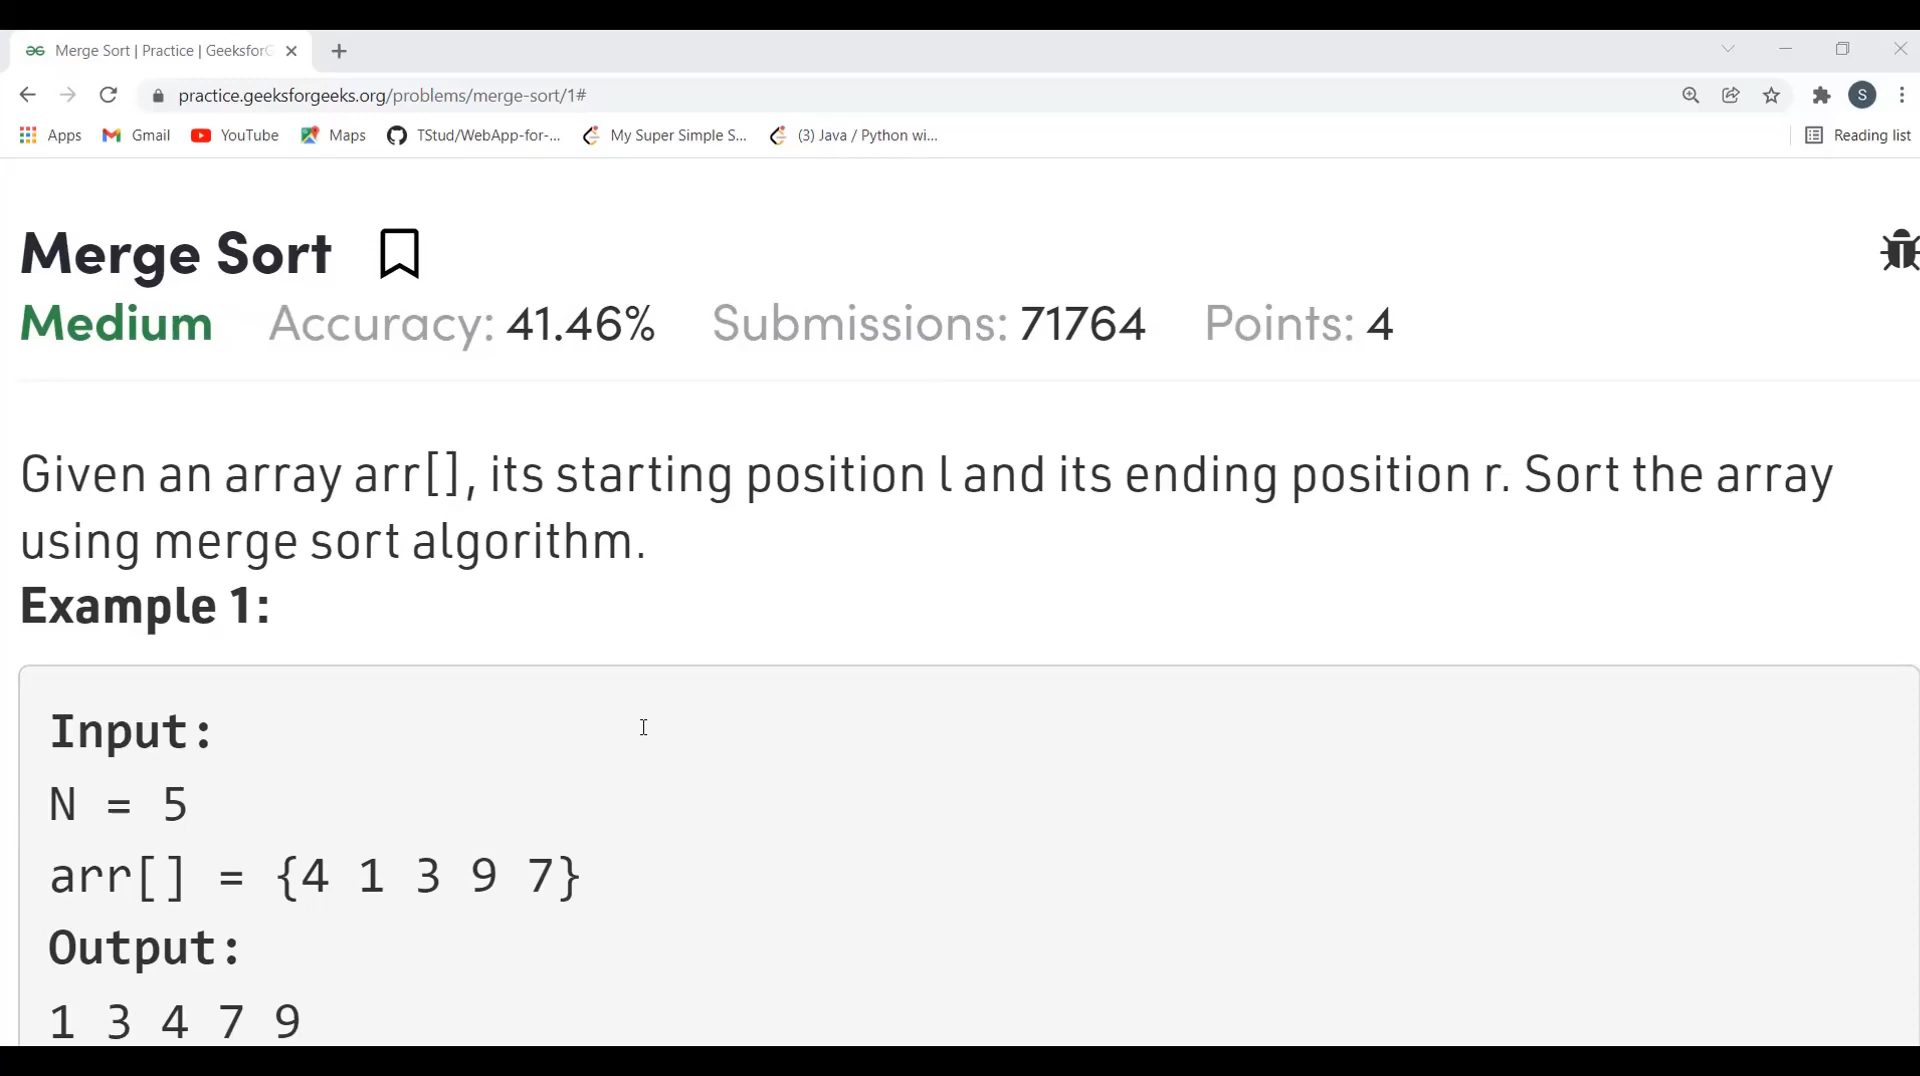 Merge Sort | Practice | GeeksforG
practice.geeksforgeeks.org/problems/merge-sort/1#
S
Apps Gmail YouTube Maps TStud/WebApp-for-... My Super Simple S... (3) Java / Python wi... Reading list
Merge Sort
Medium Accuracy: 41.46% Submissions: 71764 Points: 4
Given an array arr[], its starting position l and its ending position r. Sort the array
using merge sort algorithm.
Example 1:
Input:
N = 5
arr[] = {4 1 3 9 7}
Output:
1 3 4 7 9